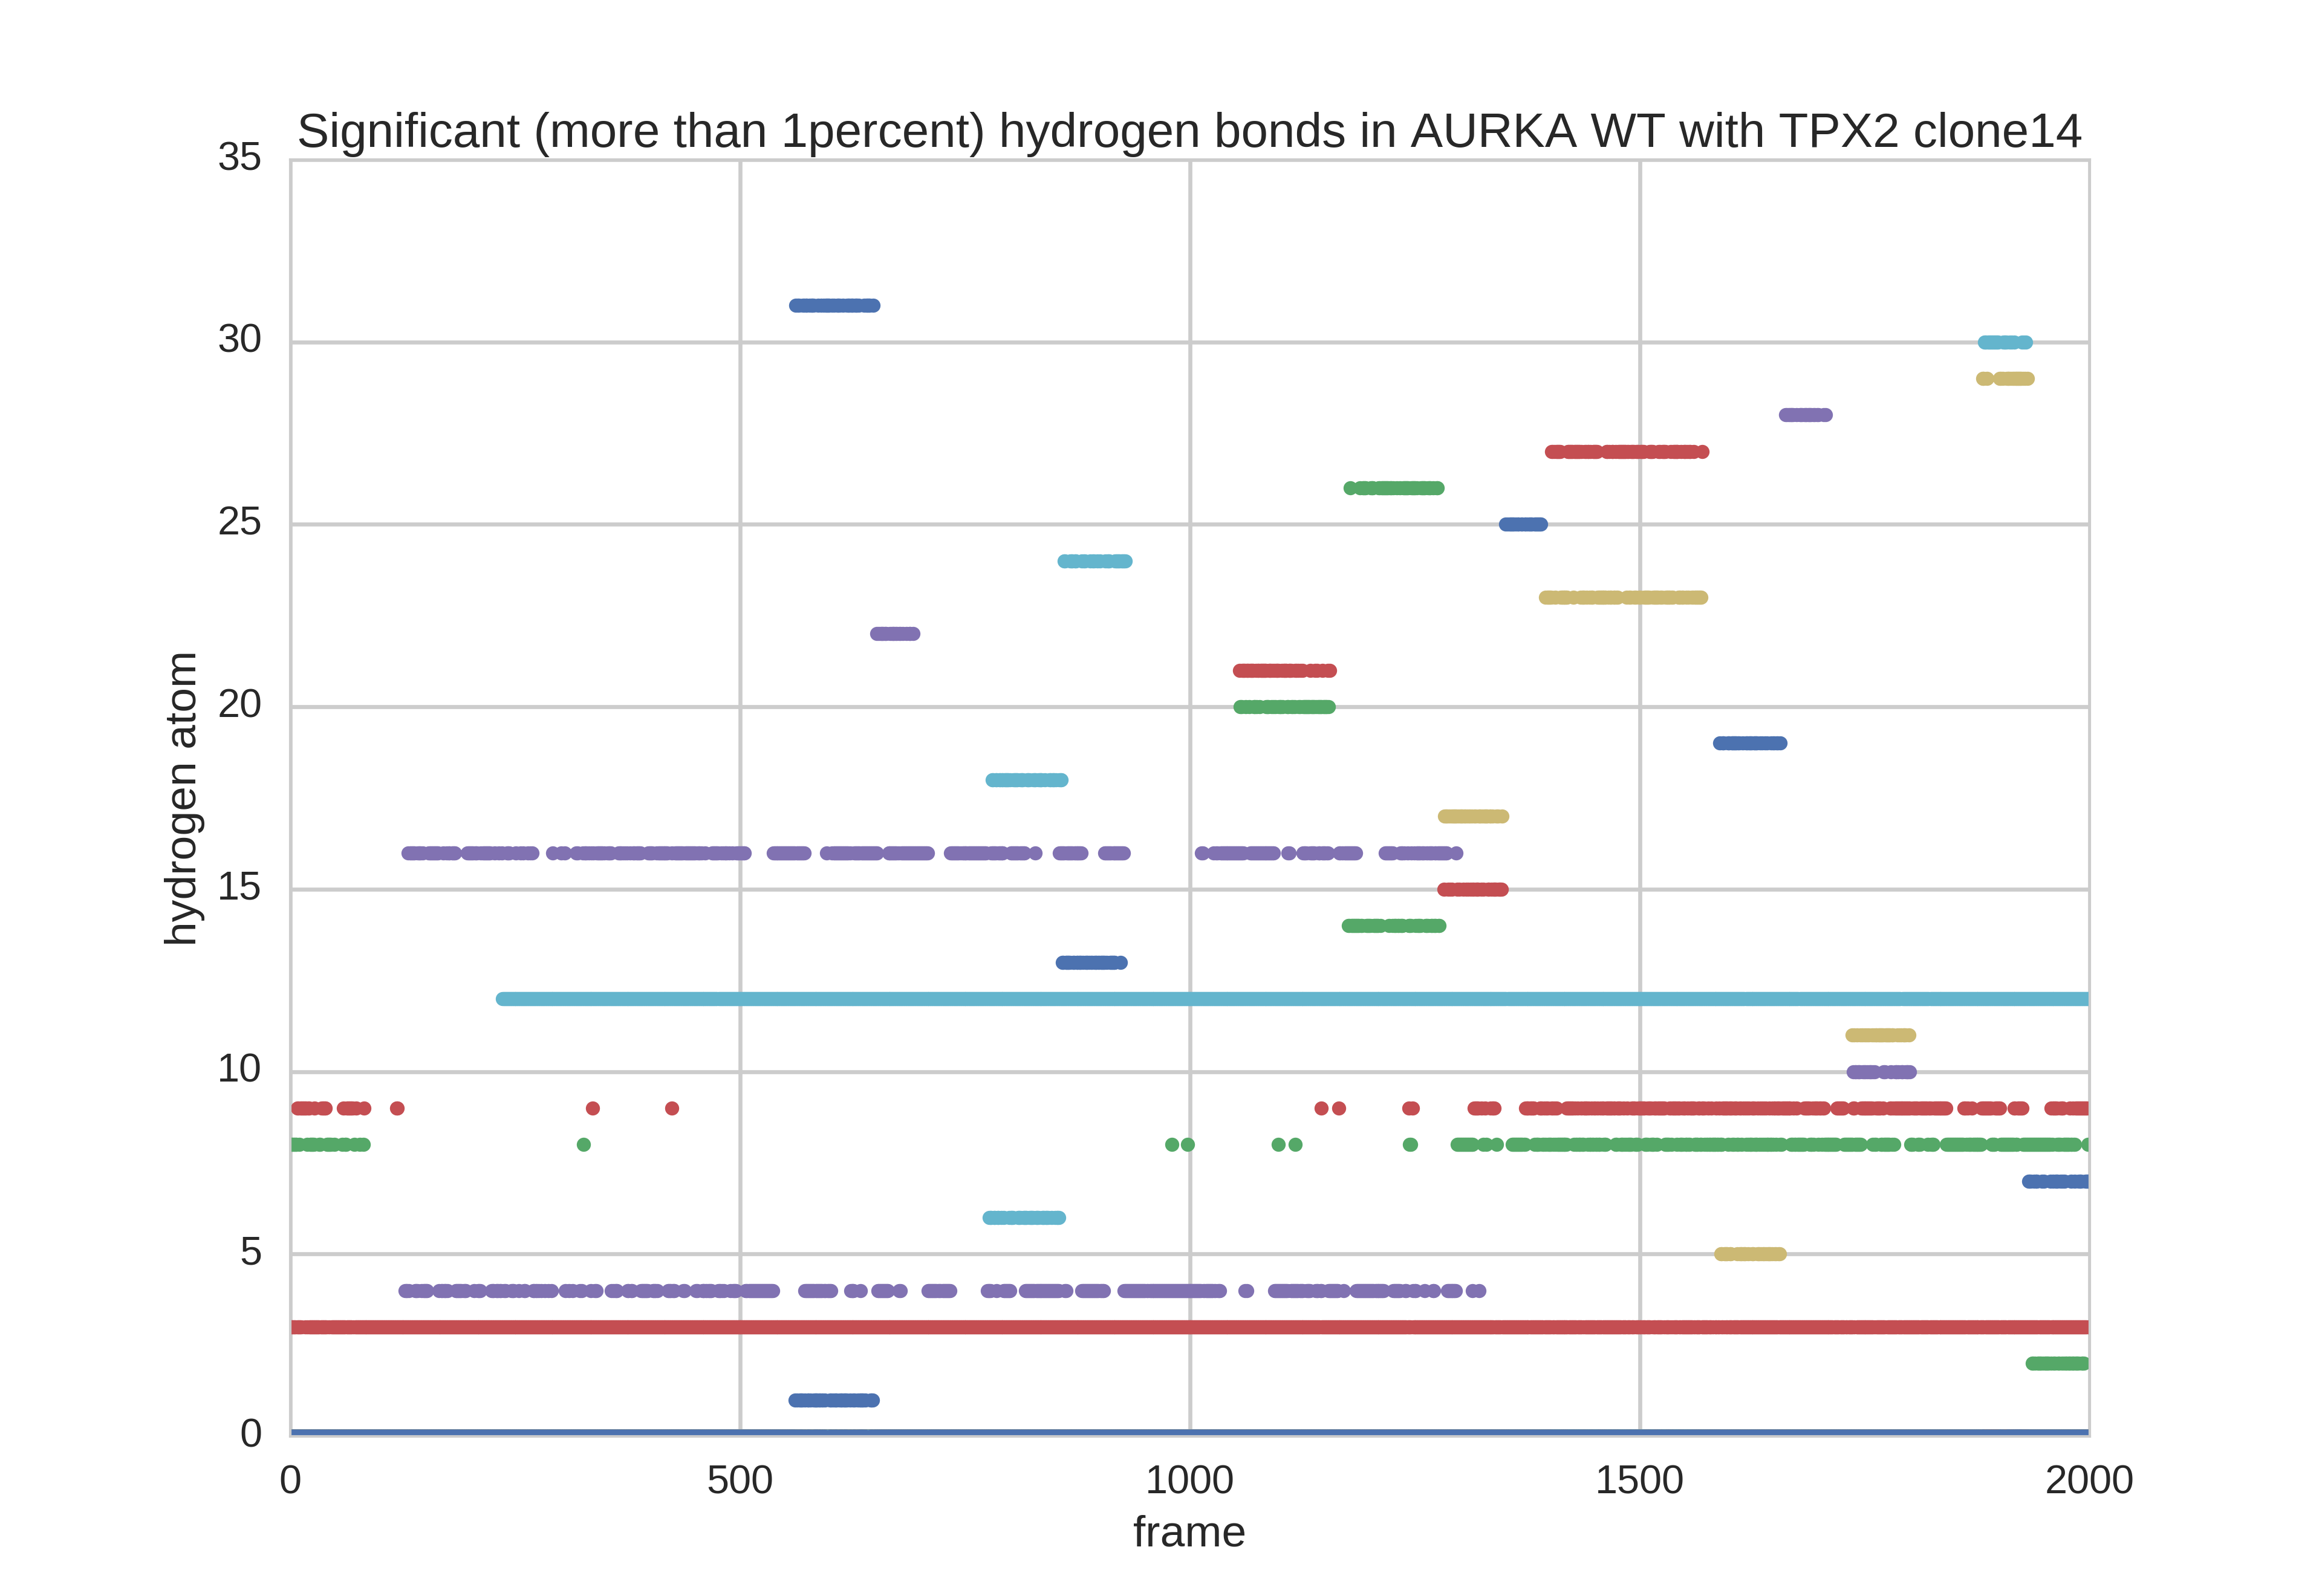 Significant (more than 1percent) hydrogen bonds in AURKA WT with TPX2 clone14
35
30
25
20
15
10
5
0
hydrogen atom
0 500 1000 1500 2000
frame